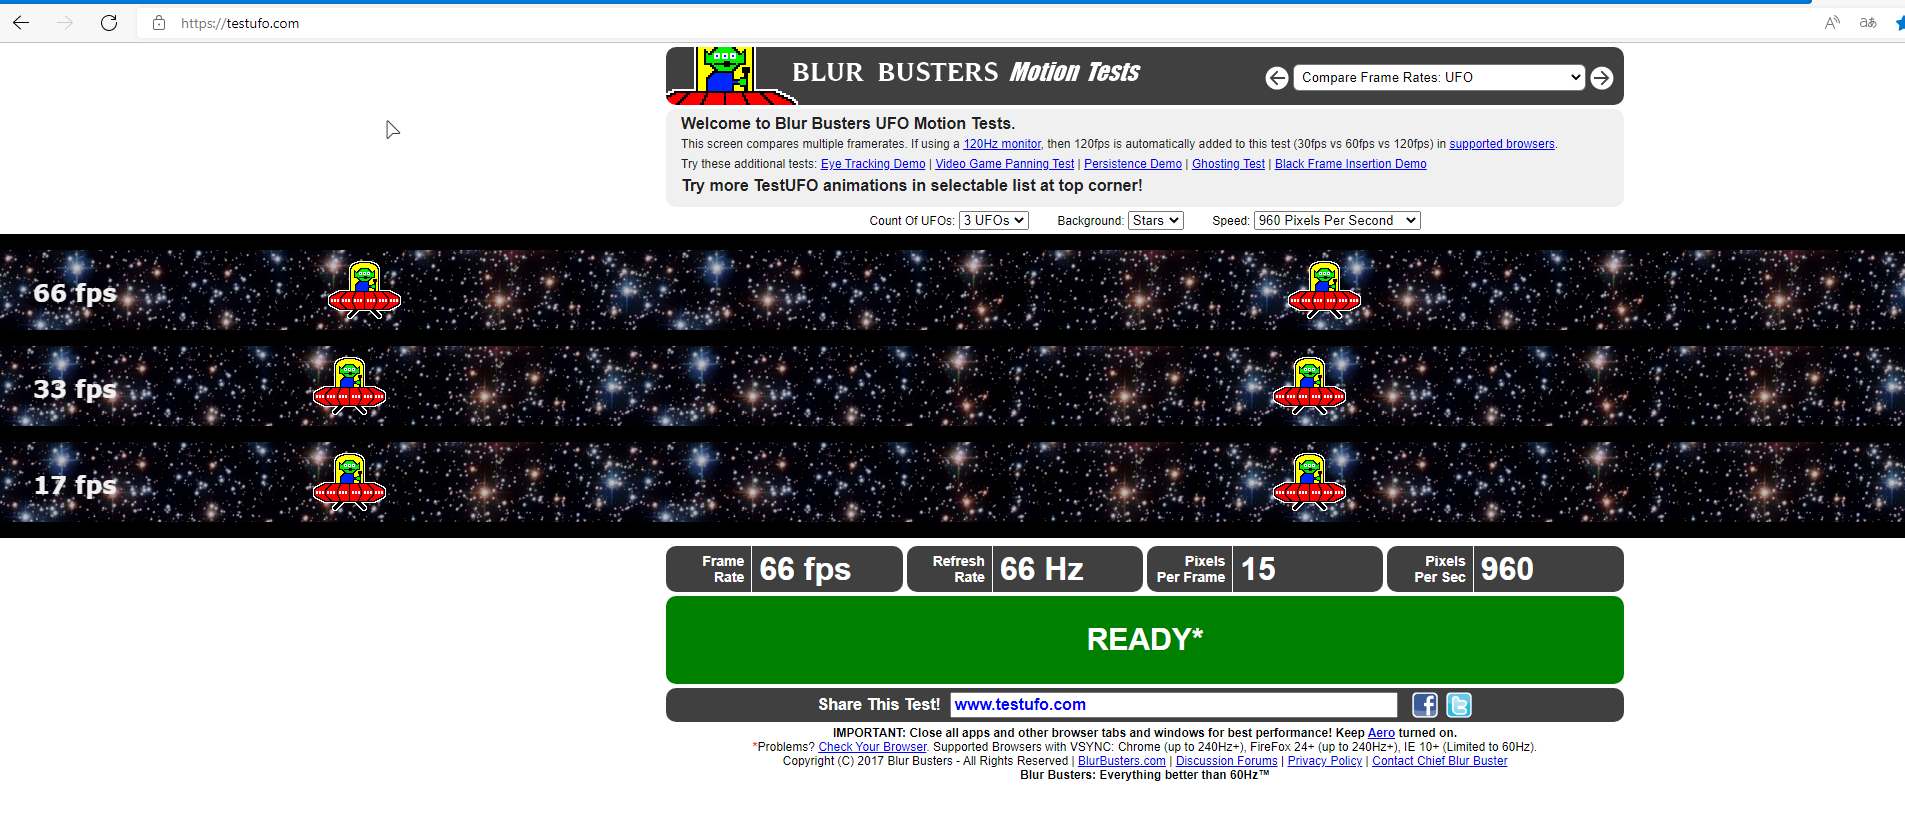 https://testufo.com
BLUR BUSTERS Motion Tests
Compare Frame Rates: UFO
Welcome to Blur Busters UFO Motion Tests.
This screen compares multiple framerates. If using a 120Hz monitor, then 120fps is automatically added to this test (30fps vs 60fps vs 120fps) in supported browsers.
Try these additional tests: Eye Tracking Demo | Video Game Panning Test | Persistence Demo | Ghosting Test | Black Frame Insertion Demo
Try more TestUFO animations in selectable list at top corner!
Count Of UFOs: 3 UFOs Background: Stars Speed: 960 Pixels Per Second
66 fps
33 fps
17 fps
Frame Rate 66 fps Refresh Rate 66 Hz Pixels Per Frame 15 Pixels Per Sec 960
READY*
Share This Test! www.testufo.com
IMPORTANT: Close all apps and other browser tabs and windows for best performance! Keep Aero turned on.
*Problems? Check Your Browser. Supported Browsers with VSYNC: Chrome (up to 240Hz+), FireFox 24+ (up to 240Hz+), IE 10+ (Limited to 60Hz).
Copyright (C) 2017 Blur Busters - All Rights Reserved | BlurBusters.com | Discussion Forums | Privacy Policy | Contact Chief Blur Buster
Blur Busters: Everything better than 60Hz™